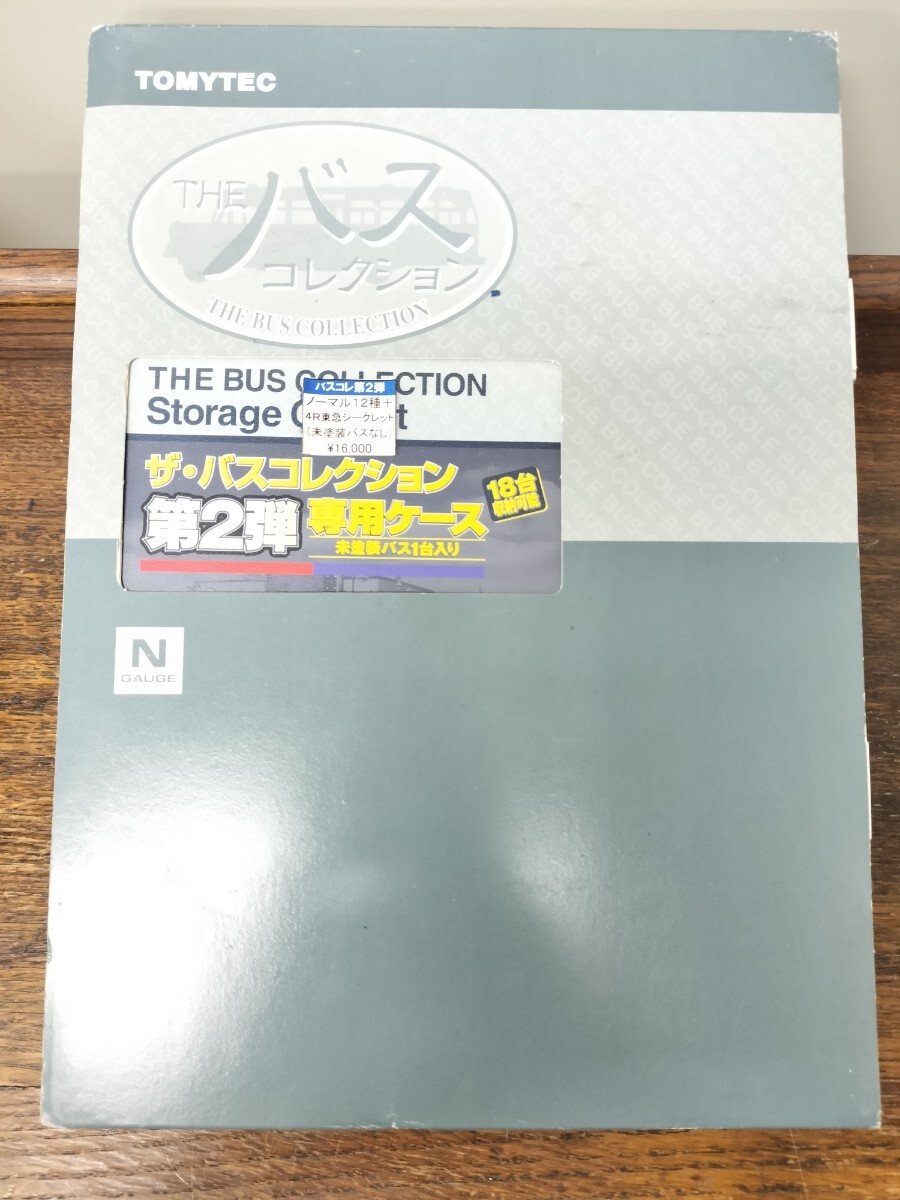 TOMYTEC
THE バス
コレクション
THE BUS COLLECTION
THE BUS COLLECTION
Storage
バスコレ第2弾
ノーマル12種+
4R東急シークレット
(未塗装バスなし
¥16,000
ザ・バスコレクション
第2弾 専用ケース
18台
収納可能
未塗装バス1台入り
N
GAUGE